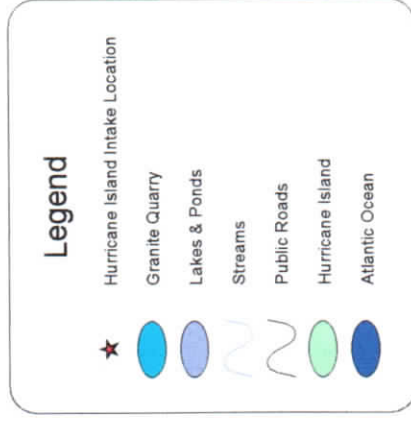 Legend
Hurricane Island Intake Location
Granite Quarry
Lakes & Ponds
Streams
Public Roads
Hurricane Island
Atlantic Ocean